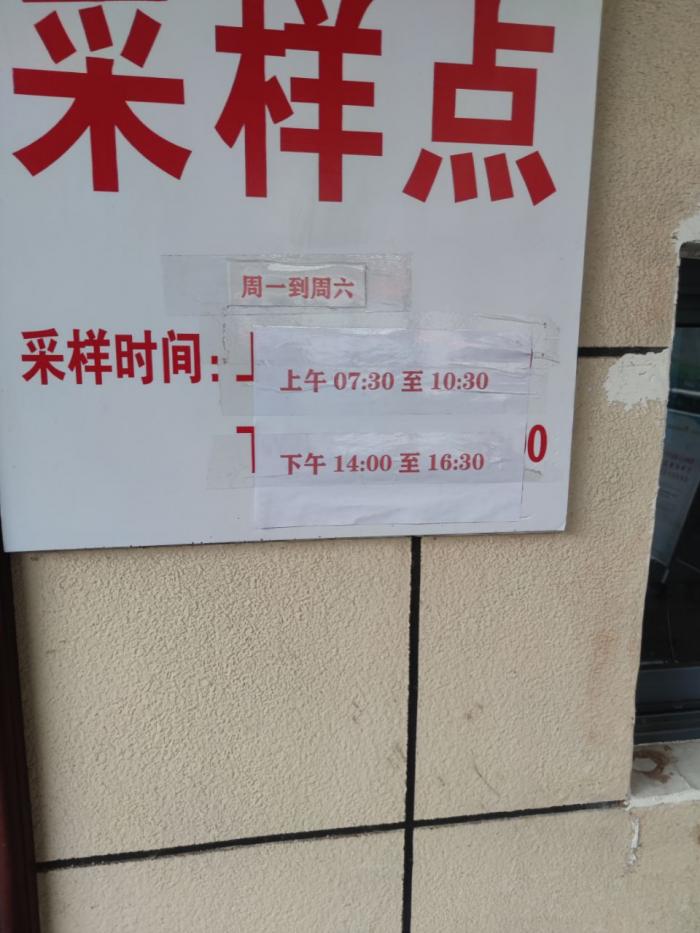 采样点
周一到周六
采样时间：
上午 07:30 至 10:30
下午 14:00 至 16:30